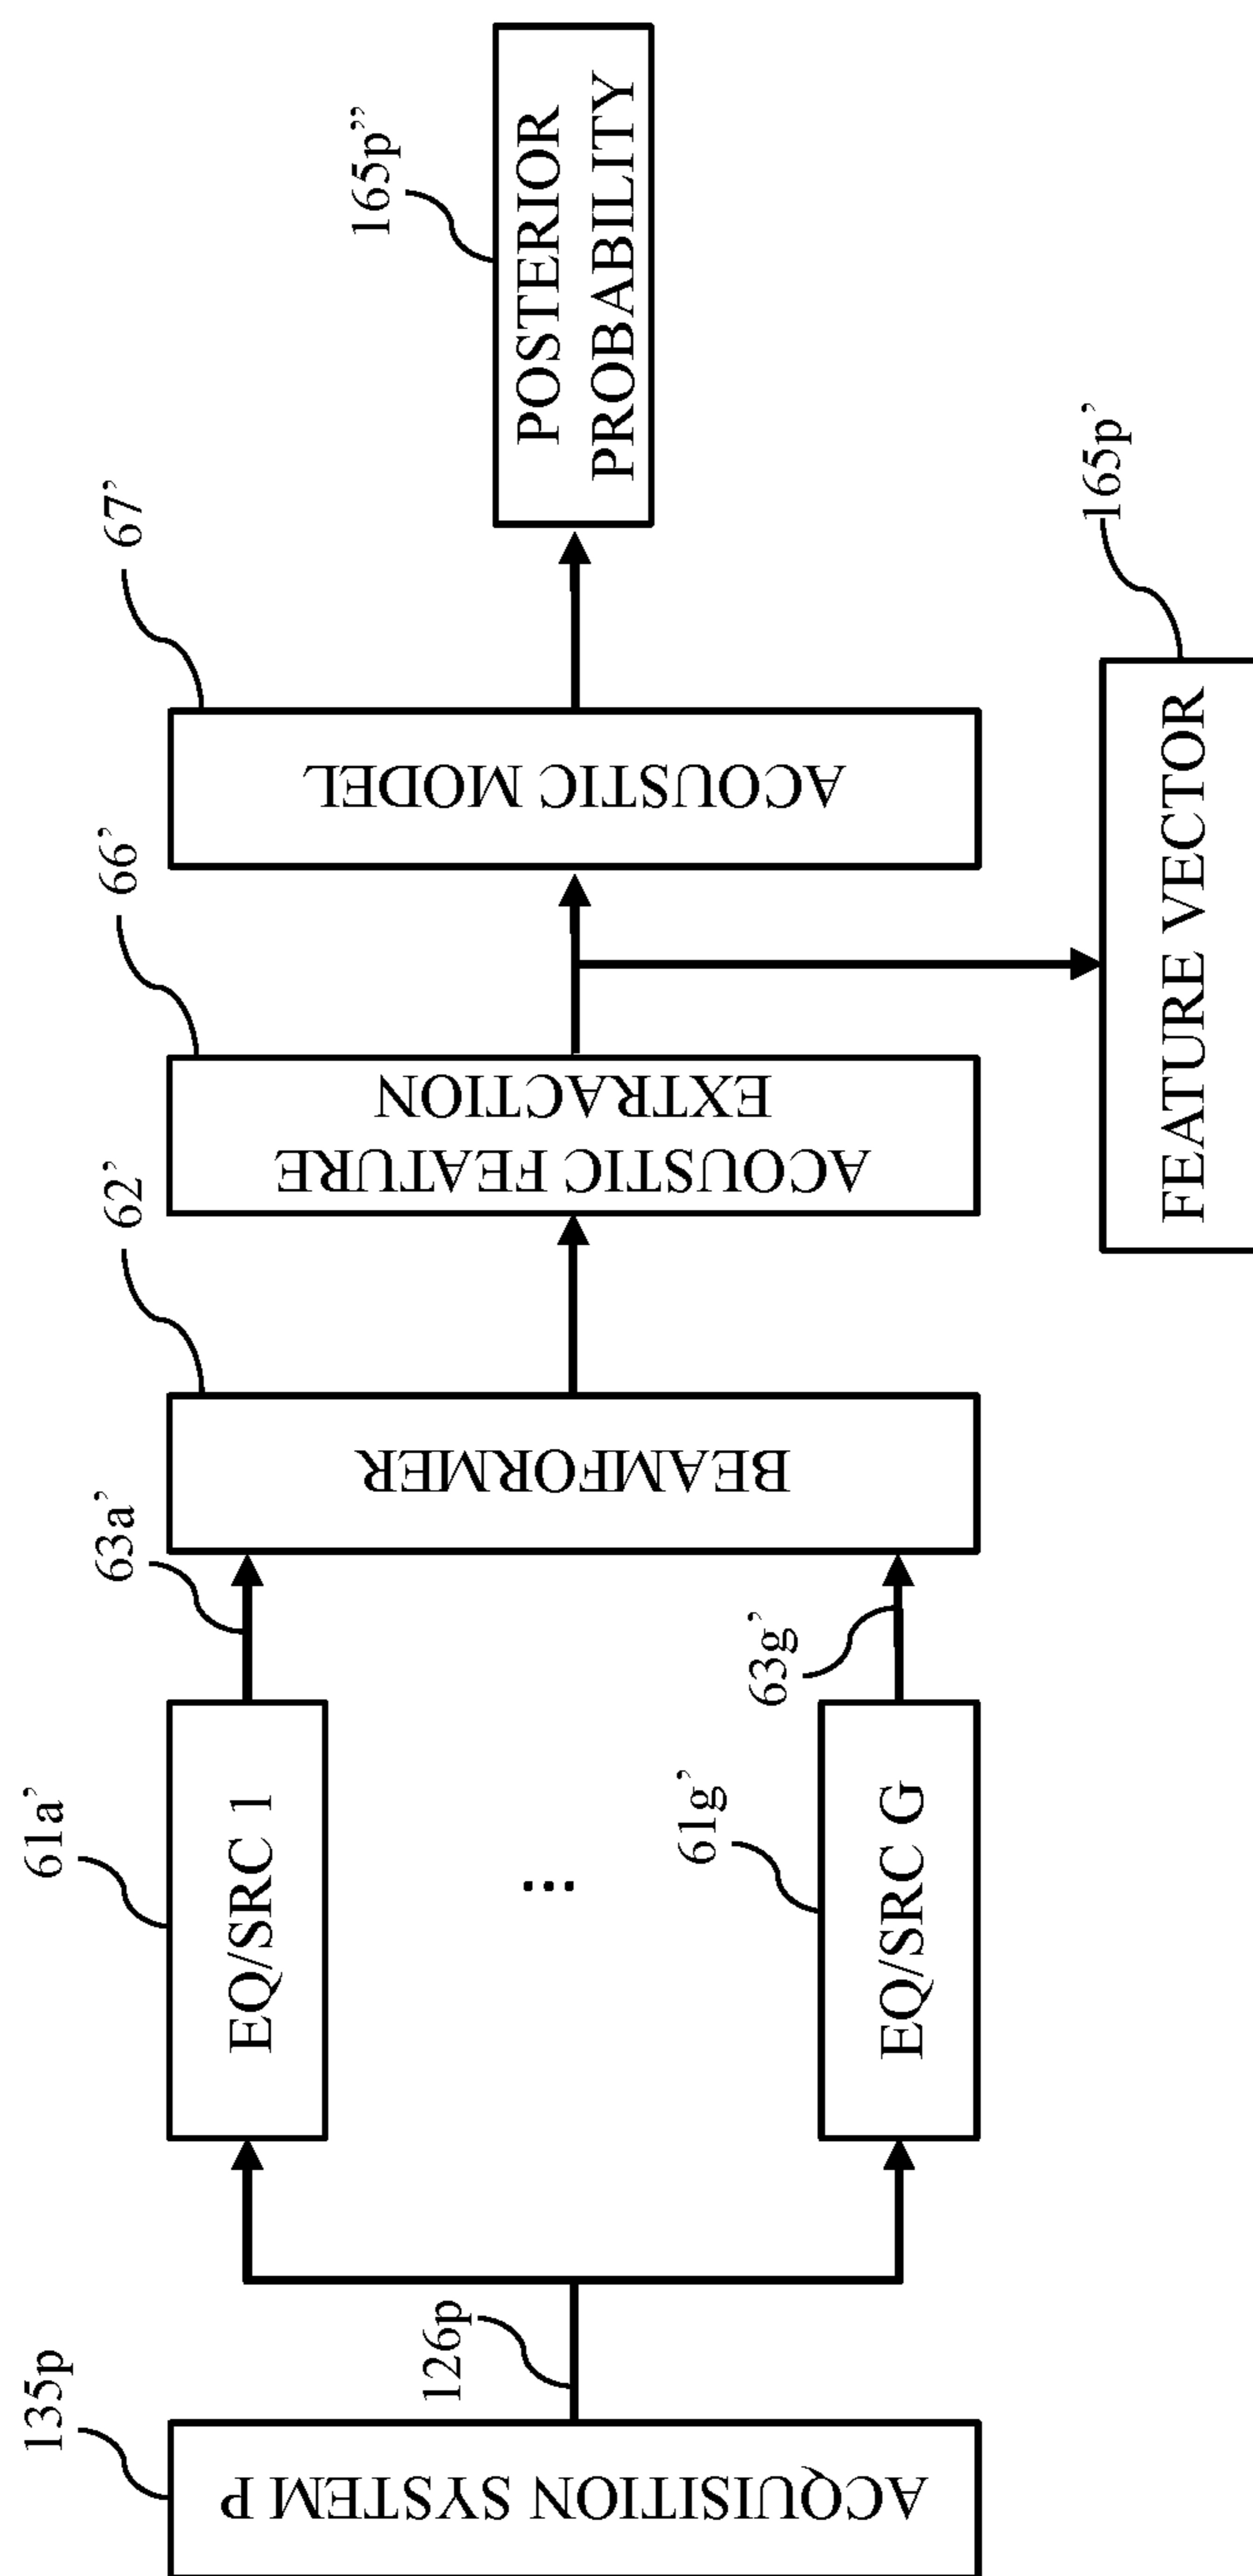 135p
ACQUISITION SYSTEM P
126p
61a’
EQ/SRC 1
...
61g’
EQ/SRC G
63a’
63g’
62’
BEAMFORMER
66’
ACOUSTIC FEATURE
EXTRACTION
67’
ACOUSTIC MODEL
165p’
FEATURE VECTOR
165p’’
POSTERIOR
PROBABILITY